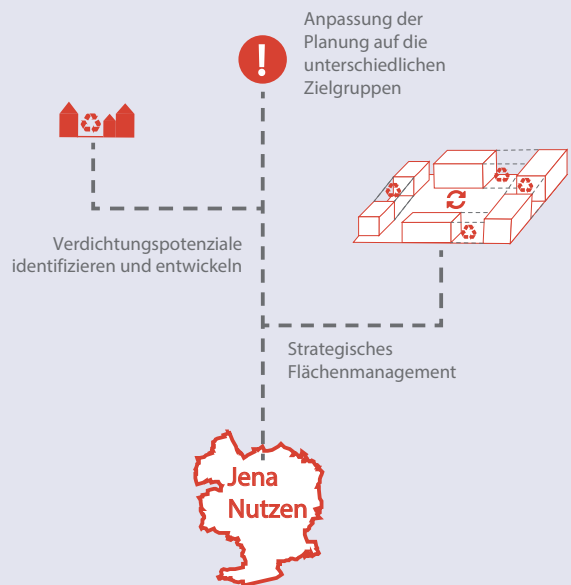 Anpassung der
Planung auf die
unterschiedlichen
Zielgruppen
Verdichtungspotenziale
identifizieren und entwickeln
Strategisches
Flächenmanagement
Jena
Nutzen